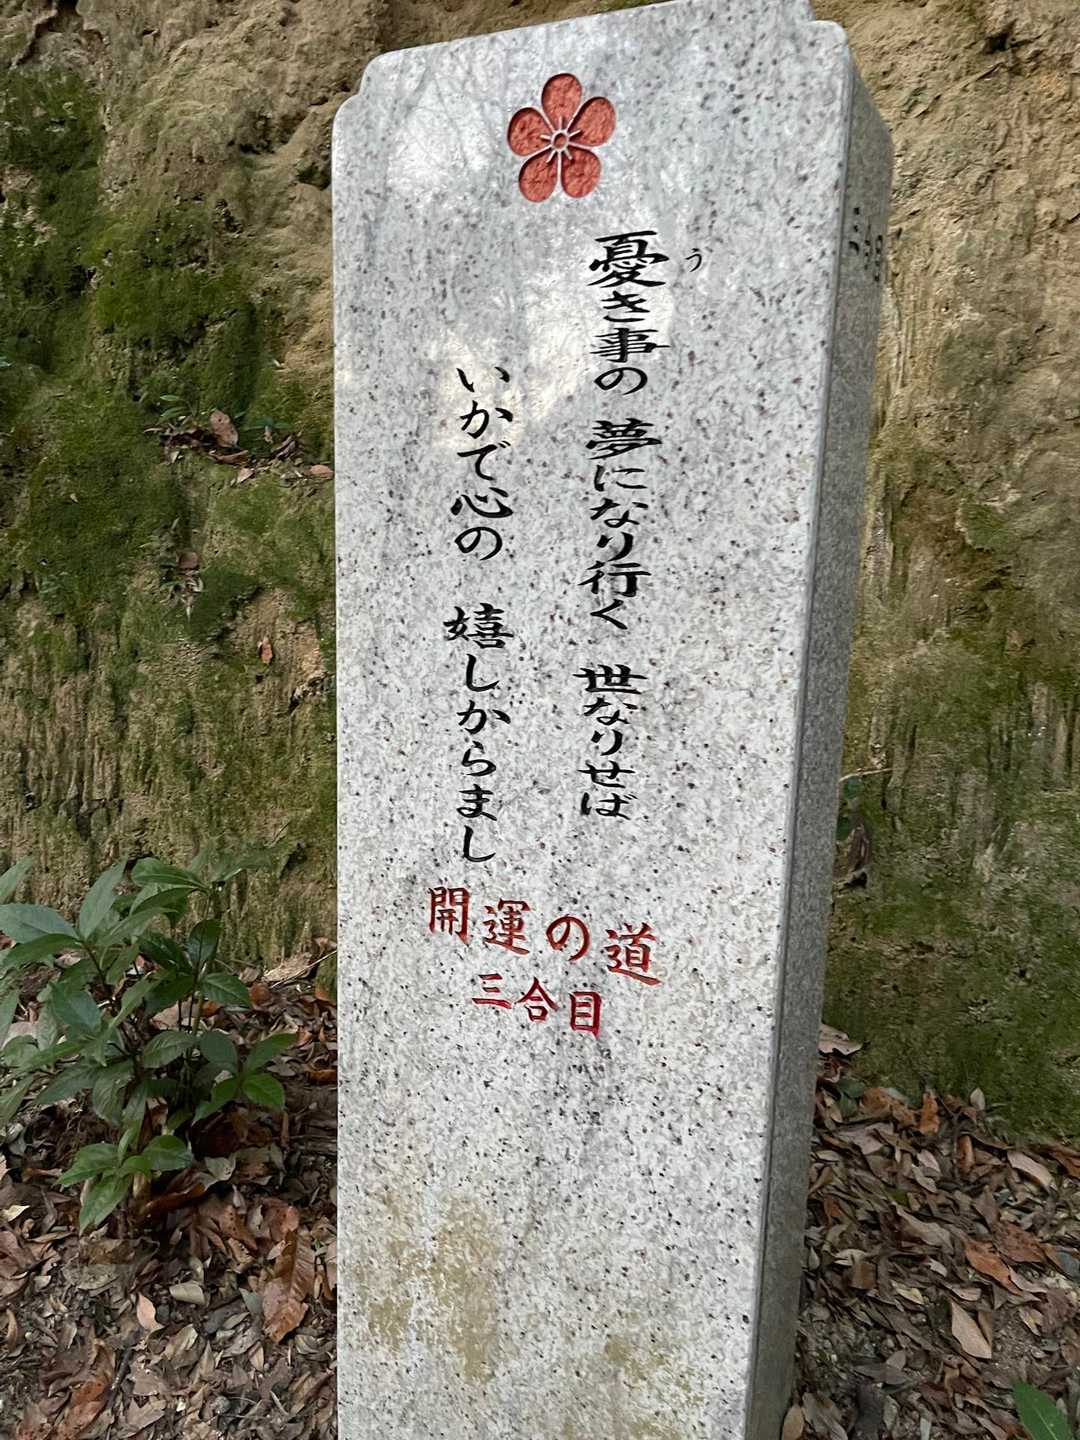 憂き事の 夢になり行く 世なりせば
う
いかで心の 嬉しからまし
開運の道
三合目